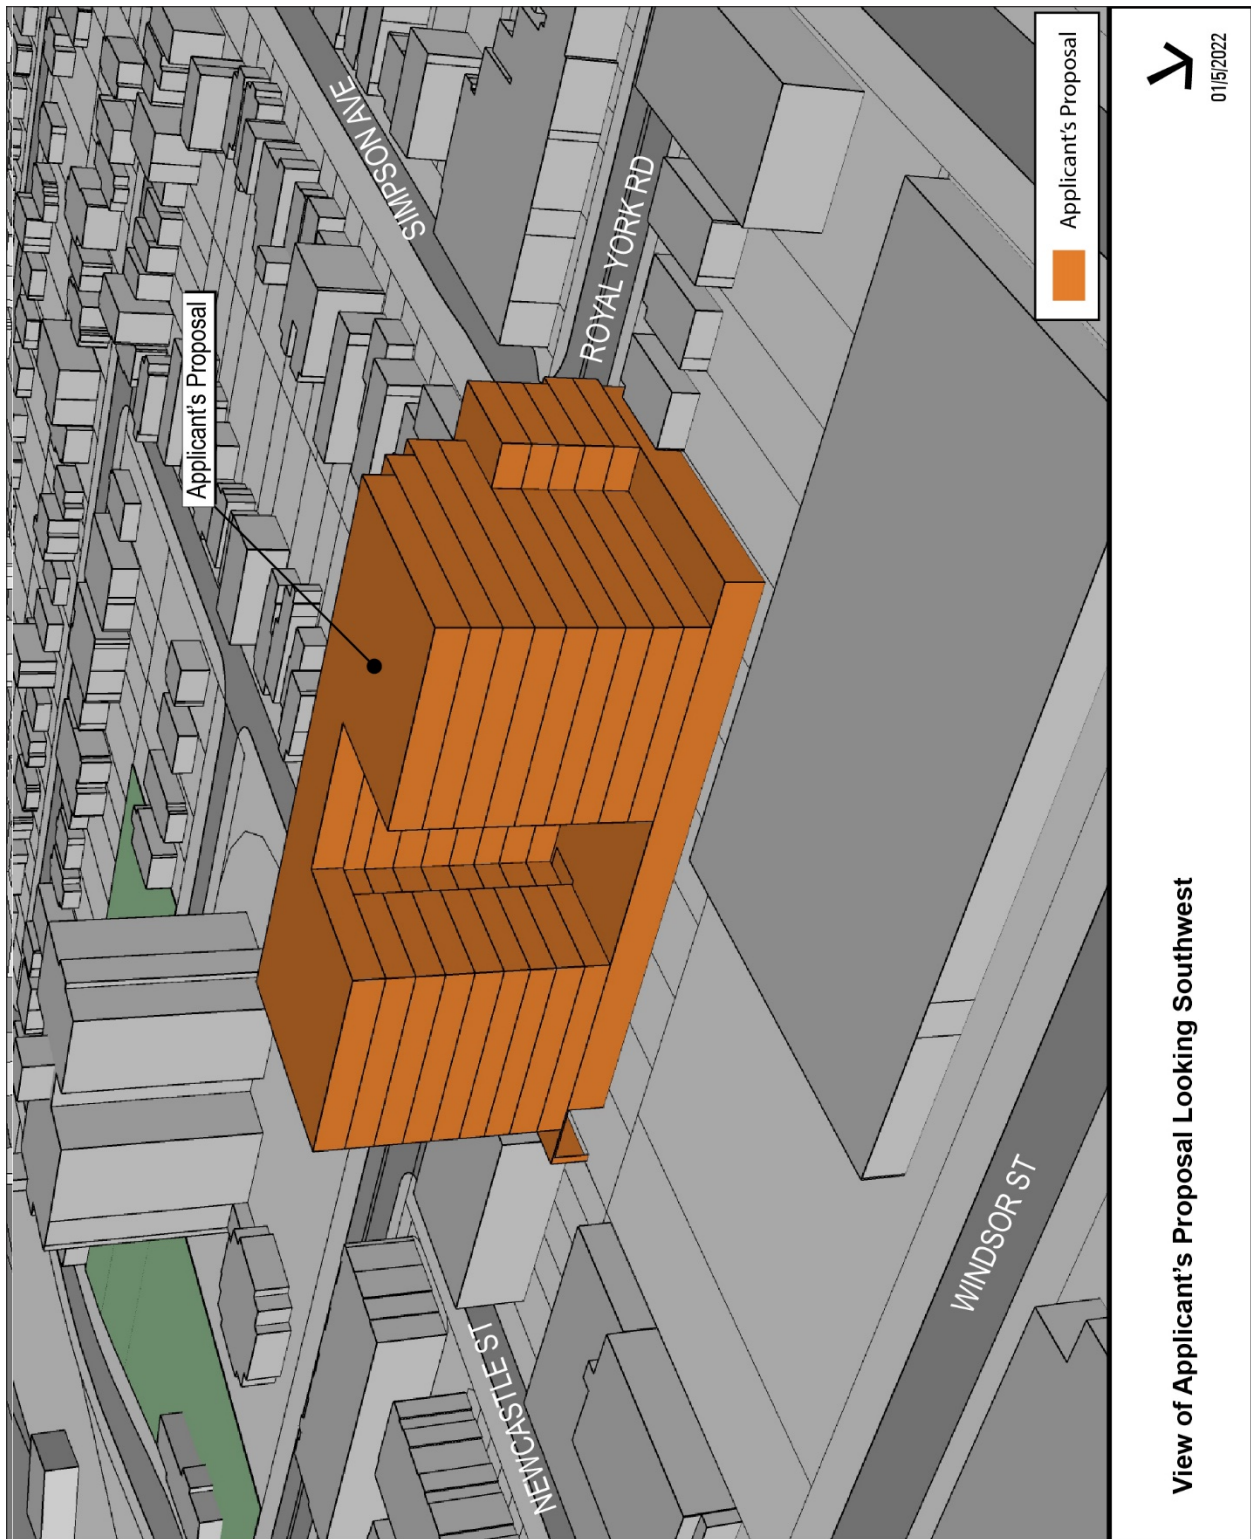 SIMPSON AVE
Applicant's Proposal
ROYAL YORK RD
NEWCASTLE ST
WINDSOR ST
Applicant's Proposal
View of Applicant's Proposal Looking Southwest
01/5/2022